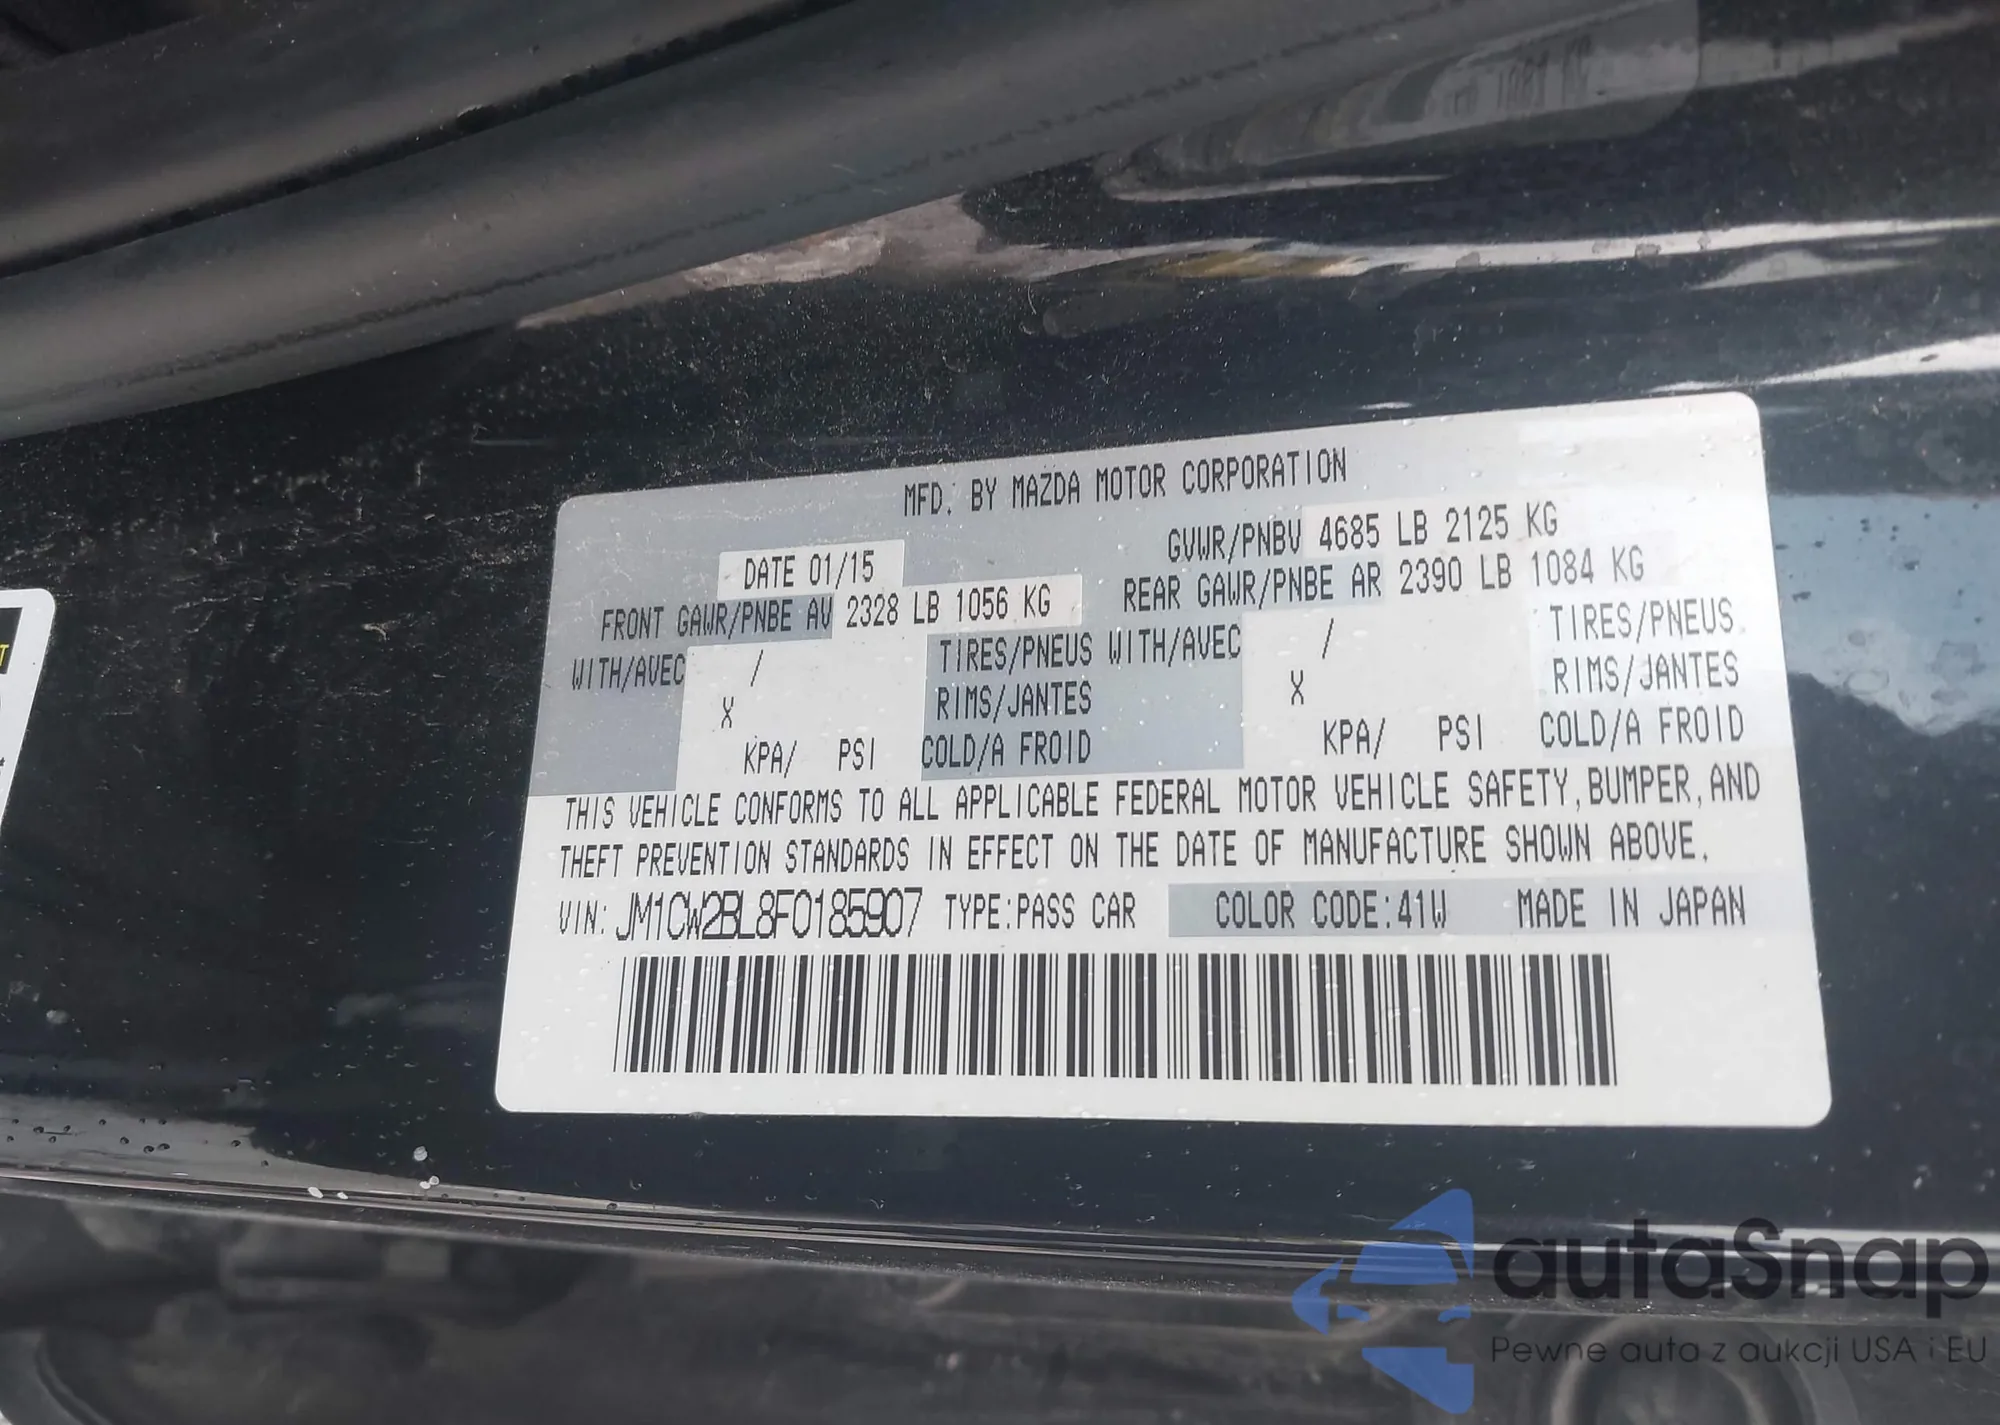 MFD. BY MAZDA MOTOR CORPORATION
DATE 01/15 GVWR/PNBV 4685 LB 2125 KG
FRONT GAWR/PNBE AV 2328 LB 1056 KG REAR GAWR/PNBE AR 2390 LB 1084 KG
WITH/AVEC / TIRES/PNEUS WITH/AVEC / TIRES/PNEUS
X RIMS/JANTES X RIMS/JANTES
KPA/ PSI COLD/A FROID KPA/ PSI COLD/A FROID
THIS VEHICLE CONFORMS TO ALL APPLICABLE FEDERAL MOTOR VEHICLE SAFETY, BUMPER, AND
THEFT PREVENTION STANDARDS IN EFFECT ON THE DATE OF MANUFACTURE SHOWN ABOVE.
VIN: JM1CW2BL8F0185907 TYPE:PASS CAR COLOR CODE:41W MADE IN JAPAN
autaSnap
Pewne auta z aukcji USA i EU